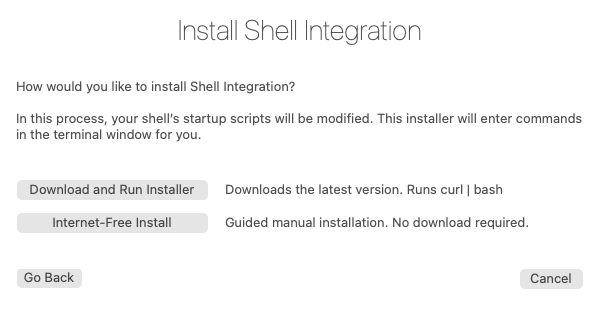 Install Shell Integration
How would you like to install Shell Integration?
In this process, your shell’s startup scripts will be modified. This installer will enter commands
in the terminal window for you.
Download and Run Installer Downloads the latest version. Runs curl | bash
Internet-Free Install Guided manual installation. No download required.
Go Back Cancel